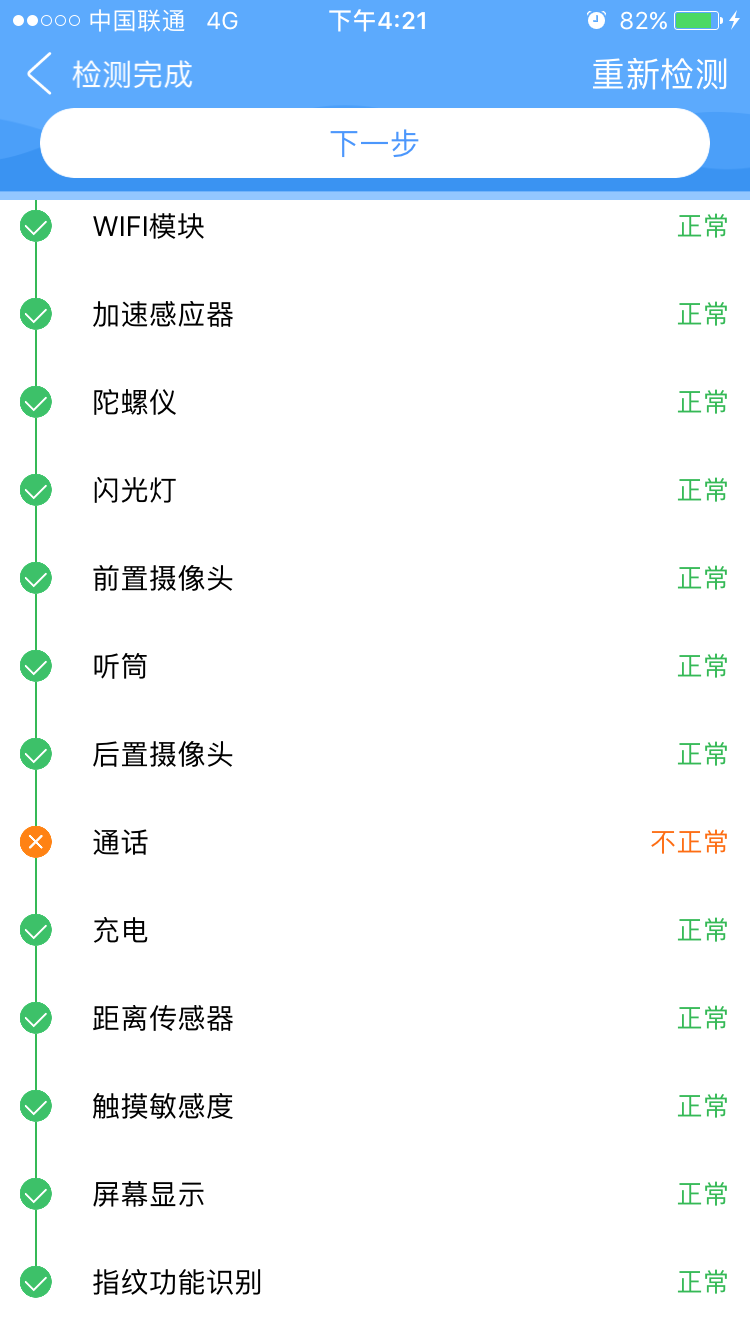 中国联通 4G 下午4:21 82%
检测完成 重新检测
下一步
WIFI模块 正常
加速感应器 正常
陀螺仪 正常
闪光灯 正常
前置摄像头 正常
听筒 正常
后置摄像头 正常
通话 不正常
充电 正常
距离传感器 正常
触摸敏感度 正常
屏幕显示 正常
指纹功能识别 正常